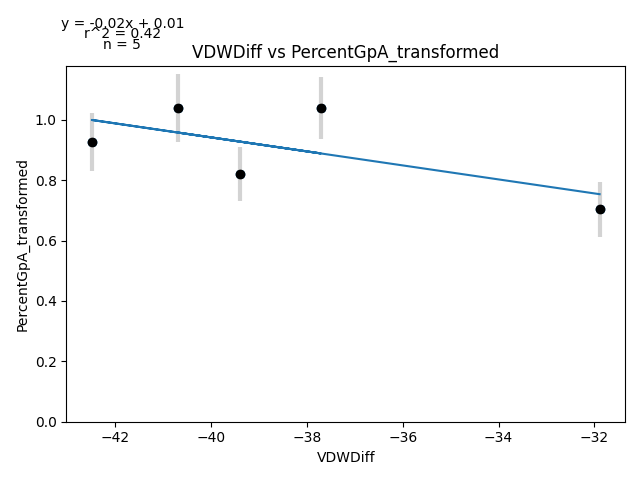 y = -0.02x + 0.01
r^2 = 0.42
n = 5
VDWDiff vs PercentGpA_transformed
PercentGpA_transformed
1.0
0.8
0.6
0.4
0.2
0.0
−42
−40
−38
−36
−34
−32
VDWDiff